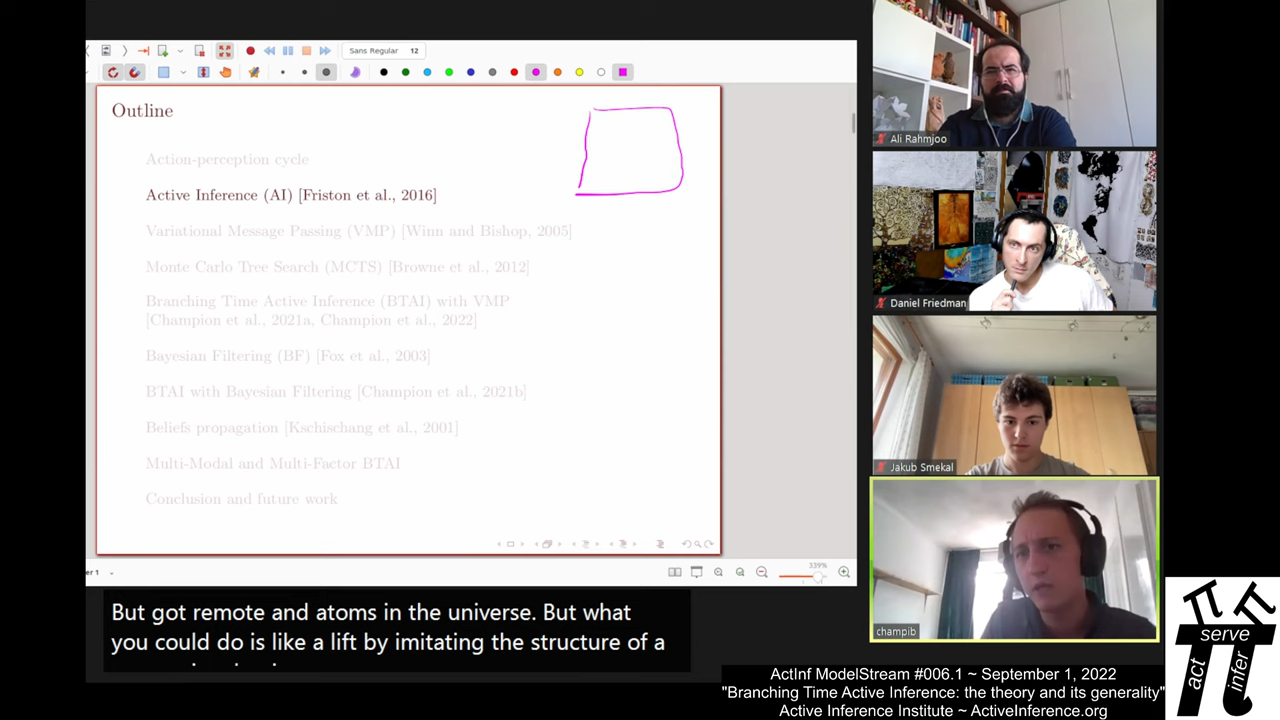 Sans Regular 12
Outline
Action-perception cycle
Active Inference (AI) [Friston et al., 2016]
Variational Message Passing (VMP) [Winn and Bishop, 2005]
Monte Carlo Tree Search (MCTS) [Browne et al., 2012]
Branching Time Active Inference (BTAI) with VMP
[Champion et al., 2021a, Champion et al., 2022]
Bayesian Filtering (BF) [Fox et al., 2003]
BTAI with Bayesian Filtering [Champion et al., 2021b]
Beliefs propagation [Kschischang et al., 2001]
Multi-Modal and Multi-Factor BTAI
Conclusion and future work
er 1
339%
But got remote and atoms in the universe. But what
you could do is like a lift by imitating the structure of a
Ali Rahmjoo
Daniel Friedman
Jakub Smekal
champib
ActInf ModelStream #006.1 ~ September 1, 2022
"Branching Time Active Inference: the theory and its generality"
Active Inference Institute ~ ActiveInference.org
π π
serve
act
infer